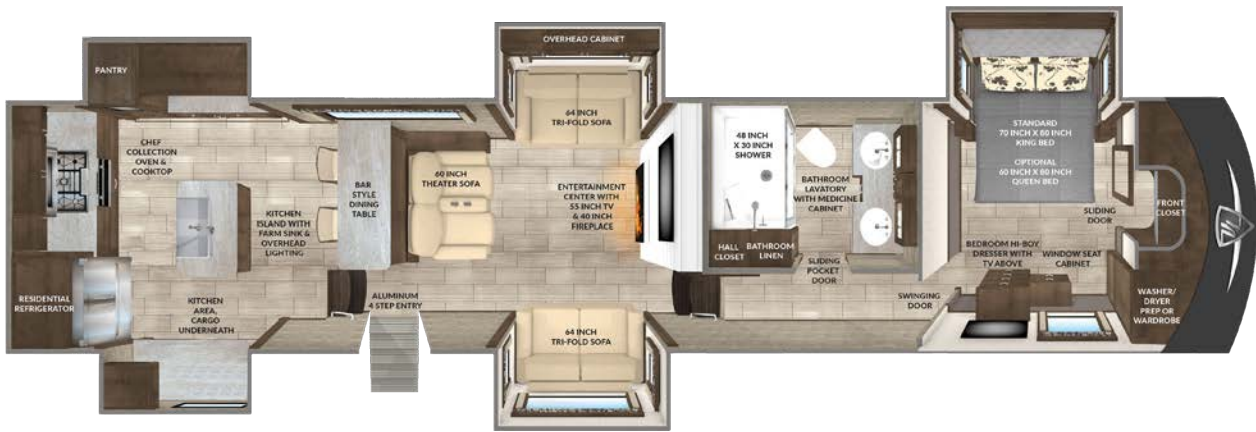 PANTRY
CHEF
COLLECTION
OVEN &
COOKTOP
RESIDENTIAL
REFRIGERATOR
KITCHEN
ISLAND WITH
FARM SINK &
OVERHEAD
LIGHTING
KITCHEN
AREA,
CARGO
UNDERNEATH
BAR
STYLE
DINING
TABLE
ALUMINUM
4 STEP ENTRY
60 INCH
THEATER SOFA
OVERHEAD CABINET
64 INCH
TRI-FOLD SOFA
ENTERTAINMENT
CENTER WITH
55 INCH TV
& 40 INCH
FIREPLACE
64 INCH
TRI-FOLD SOFA
48 INCH
X 30 INCH
SHOWER
HALL
CLOSET
BATHROOM
LINEN
BATHROOM
LAVATORY
WITH MEDICINE
CABINET
SLIDING
POCKET
DOOR
SWINGING
DOOR
STANDARD
70 INCH X 80 INCH
KING BED
OPTIONAL
60 INCH X 80 INCH
QUEEN BED
SLIDING
DOOR
FRONT
CLOSET
BEDROOM HI-BOY
DRESSER WITH
TV ABOVE
WINDOW SEAT
CABINET
WASHER/
DRYER
PREP OR
WARDROBE